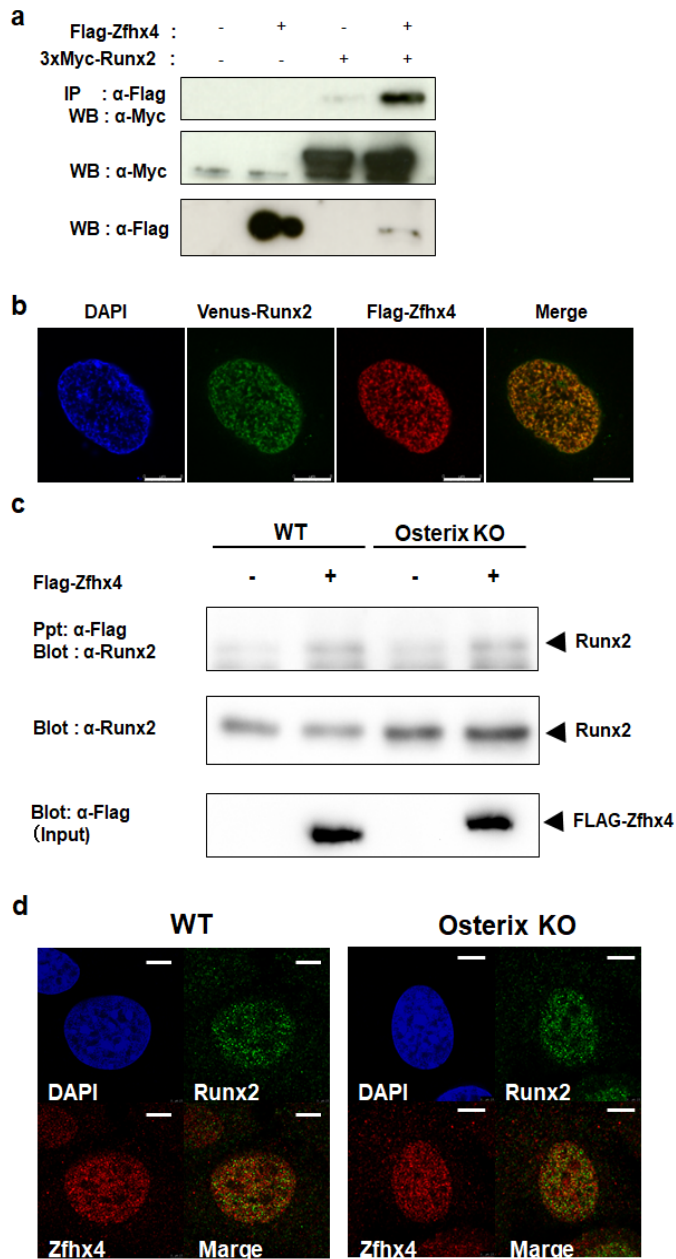 a
Flag-Zfhx4 : - + - +
3xMyc-Runx2 : - - + +
IP : α-Flag
WB : α-Myc
WB : α-Myc
WB : α-Flag
b
DAPI Venus-Runx2 Flag-Zfhx4 Merge
c
WT Osterix KO
Flag-Zfhx4 - + - +
Ppt: α-Flag
Blot : α-Runx2
Runx2
Blot : α-Runx2 Runx2
Blot: α-Flag
(Input)
FLAG-Zfhx4
d
WT Osterix KO
DAPI Runx2 DAPI Runx2
Zfhx4 Marge Zfhx4 Marge